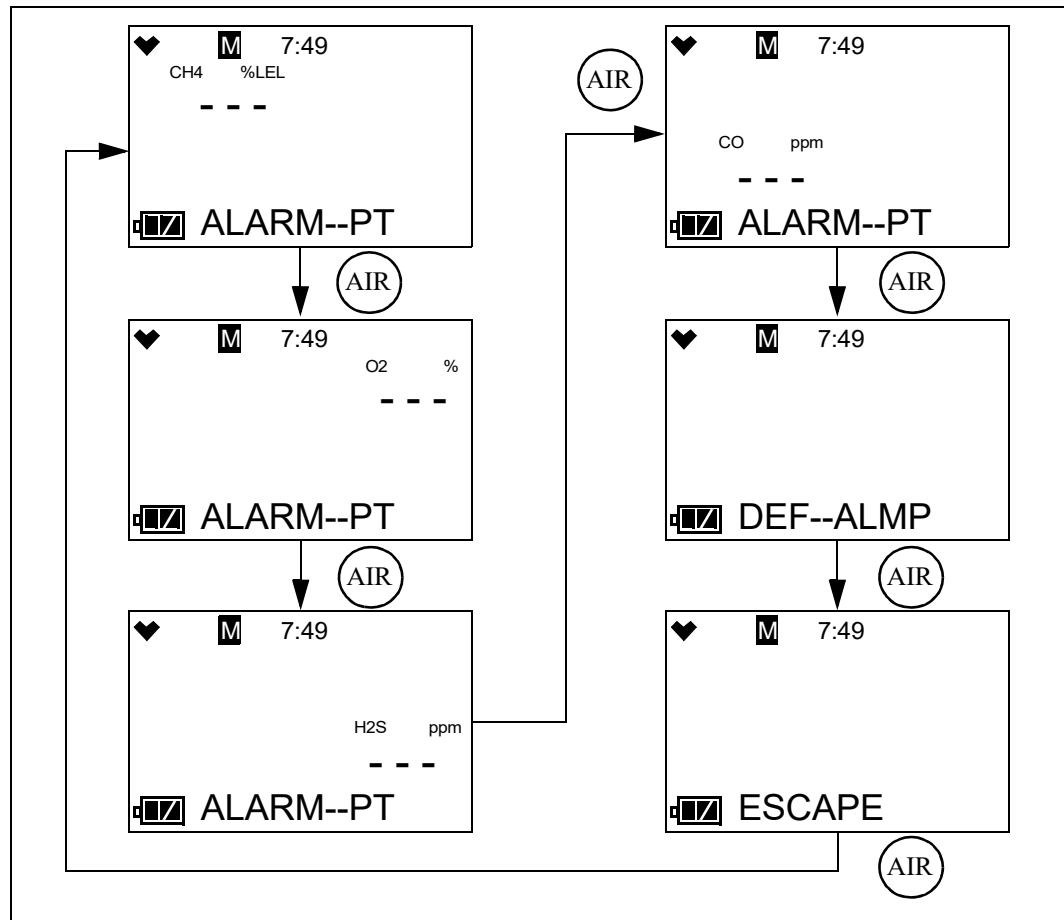 M 7:49
CH4 %LEL
- - -
ALARM--PT
AIR
M 7:49
O2 %
- - -
ALARM--PT
AIR
M 7:49
H2S ppm
- - -
ALARM--PT
AIR
M 7:49
CO ppm
- - -
ALARM--PT
AIR
M 7:49
DEF--ALMP
AIR
M 7:49
ESCAPE
AIR